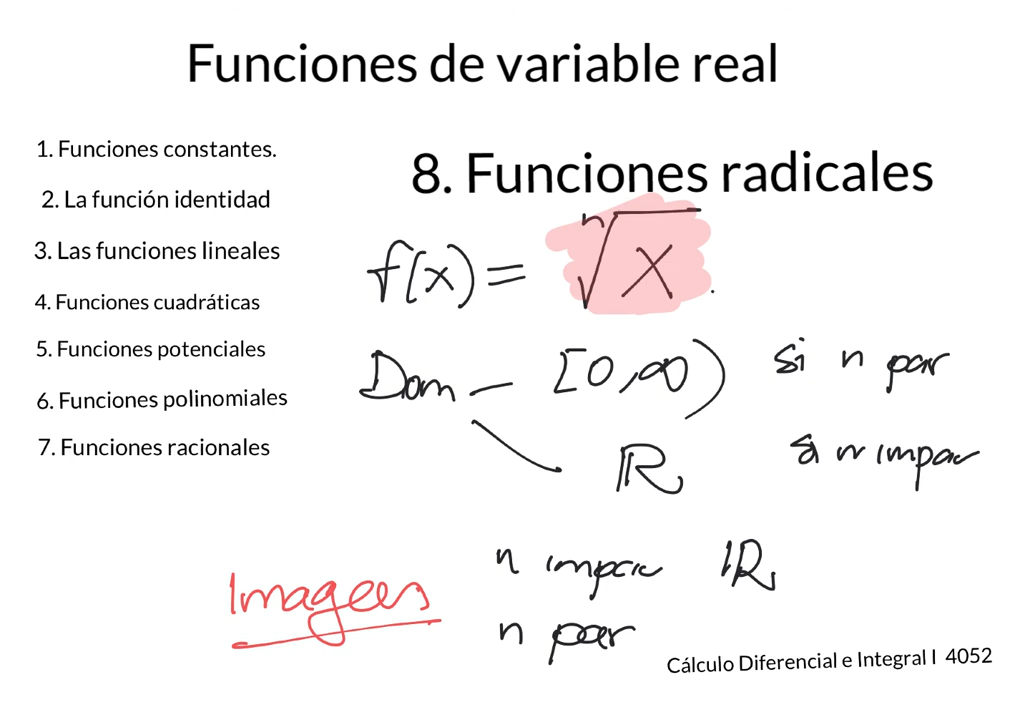 Funciones de variable real
1. Funciones constantes.
2. La función identidad
3. Las funciones lineales
4. Funciones cuadráticas
5. Funciones potenciales
6. Funciones polinomiales
7. Funciones racionales
8. Funciones radicales
f(x) = ⁿ√x.
Dom – [0,∞) si n par
ℝ si n impar
Imagees
n impar ℝ
n par
Cálculo Diferencial e Integral I 4052